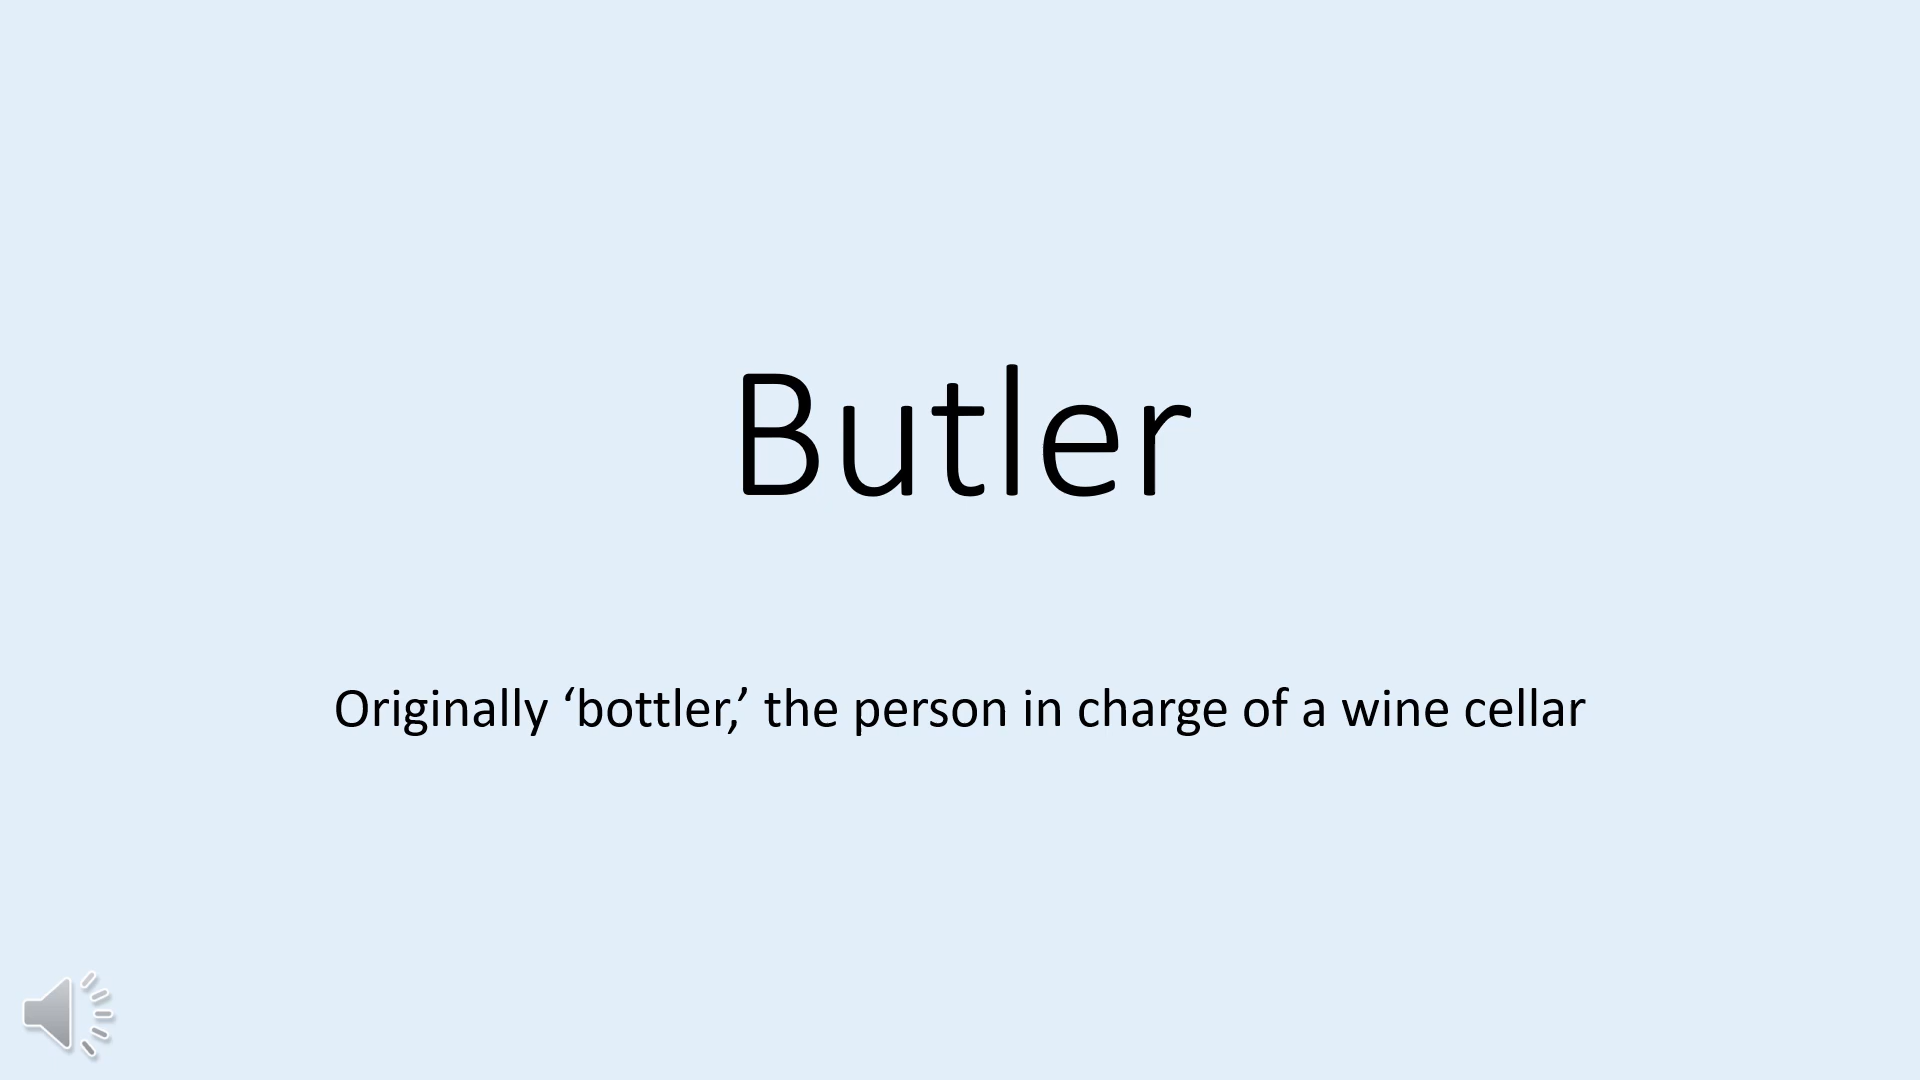 Butler
Originally ‘bottler,’ the person in charge of a wine cellar